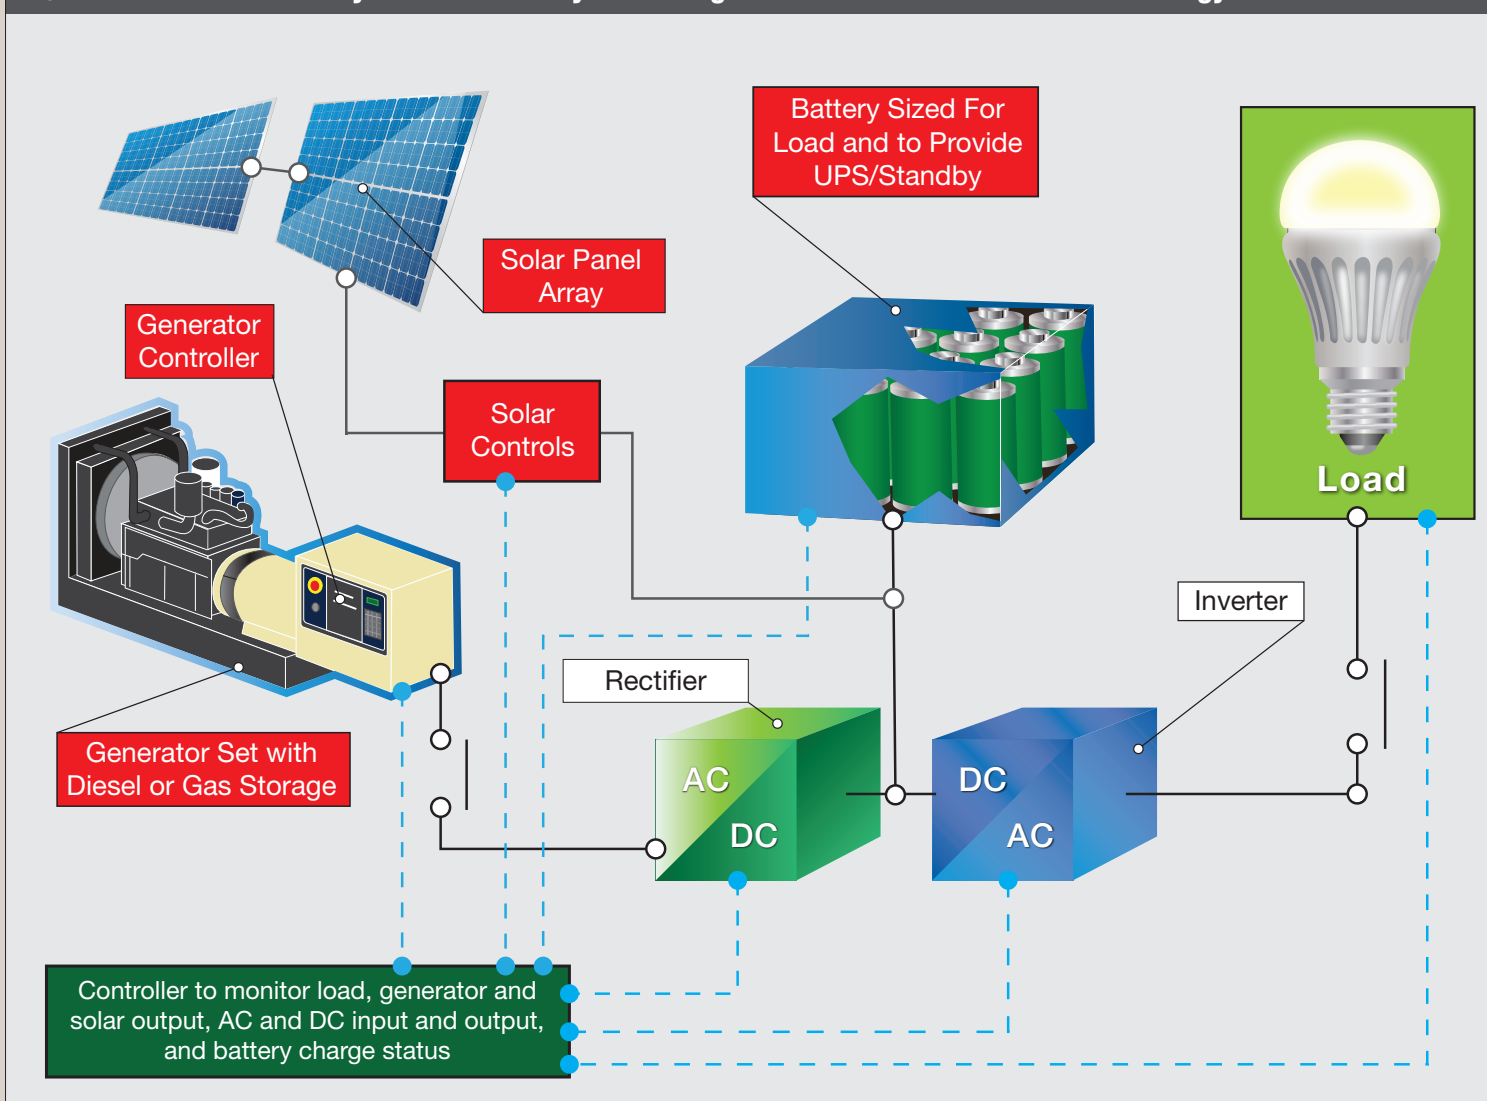 Battery Sized For
Load and to Provide
UPS/Standby
Solar Panel
Array
Generator
Controller
Solar
Controls
Load
Inverter
Rectifier
Generator Set with
Diesel or Gas Storage
AC
DC
DC
AC
Controller to monitor load, generator and
solar output, AC and DC input and output,
and battery charge status